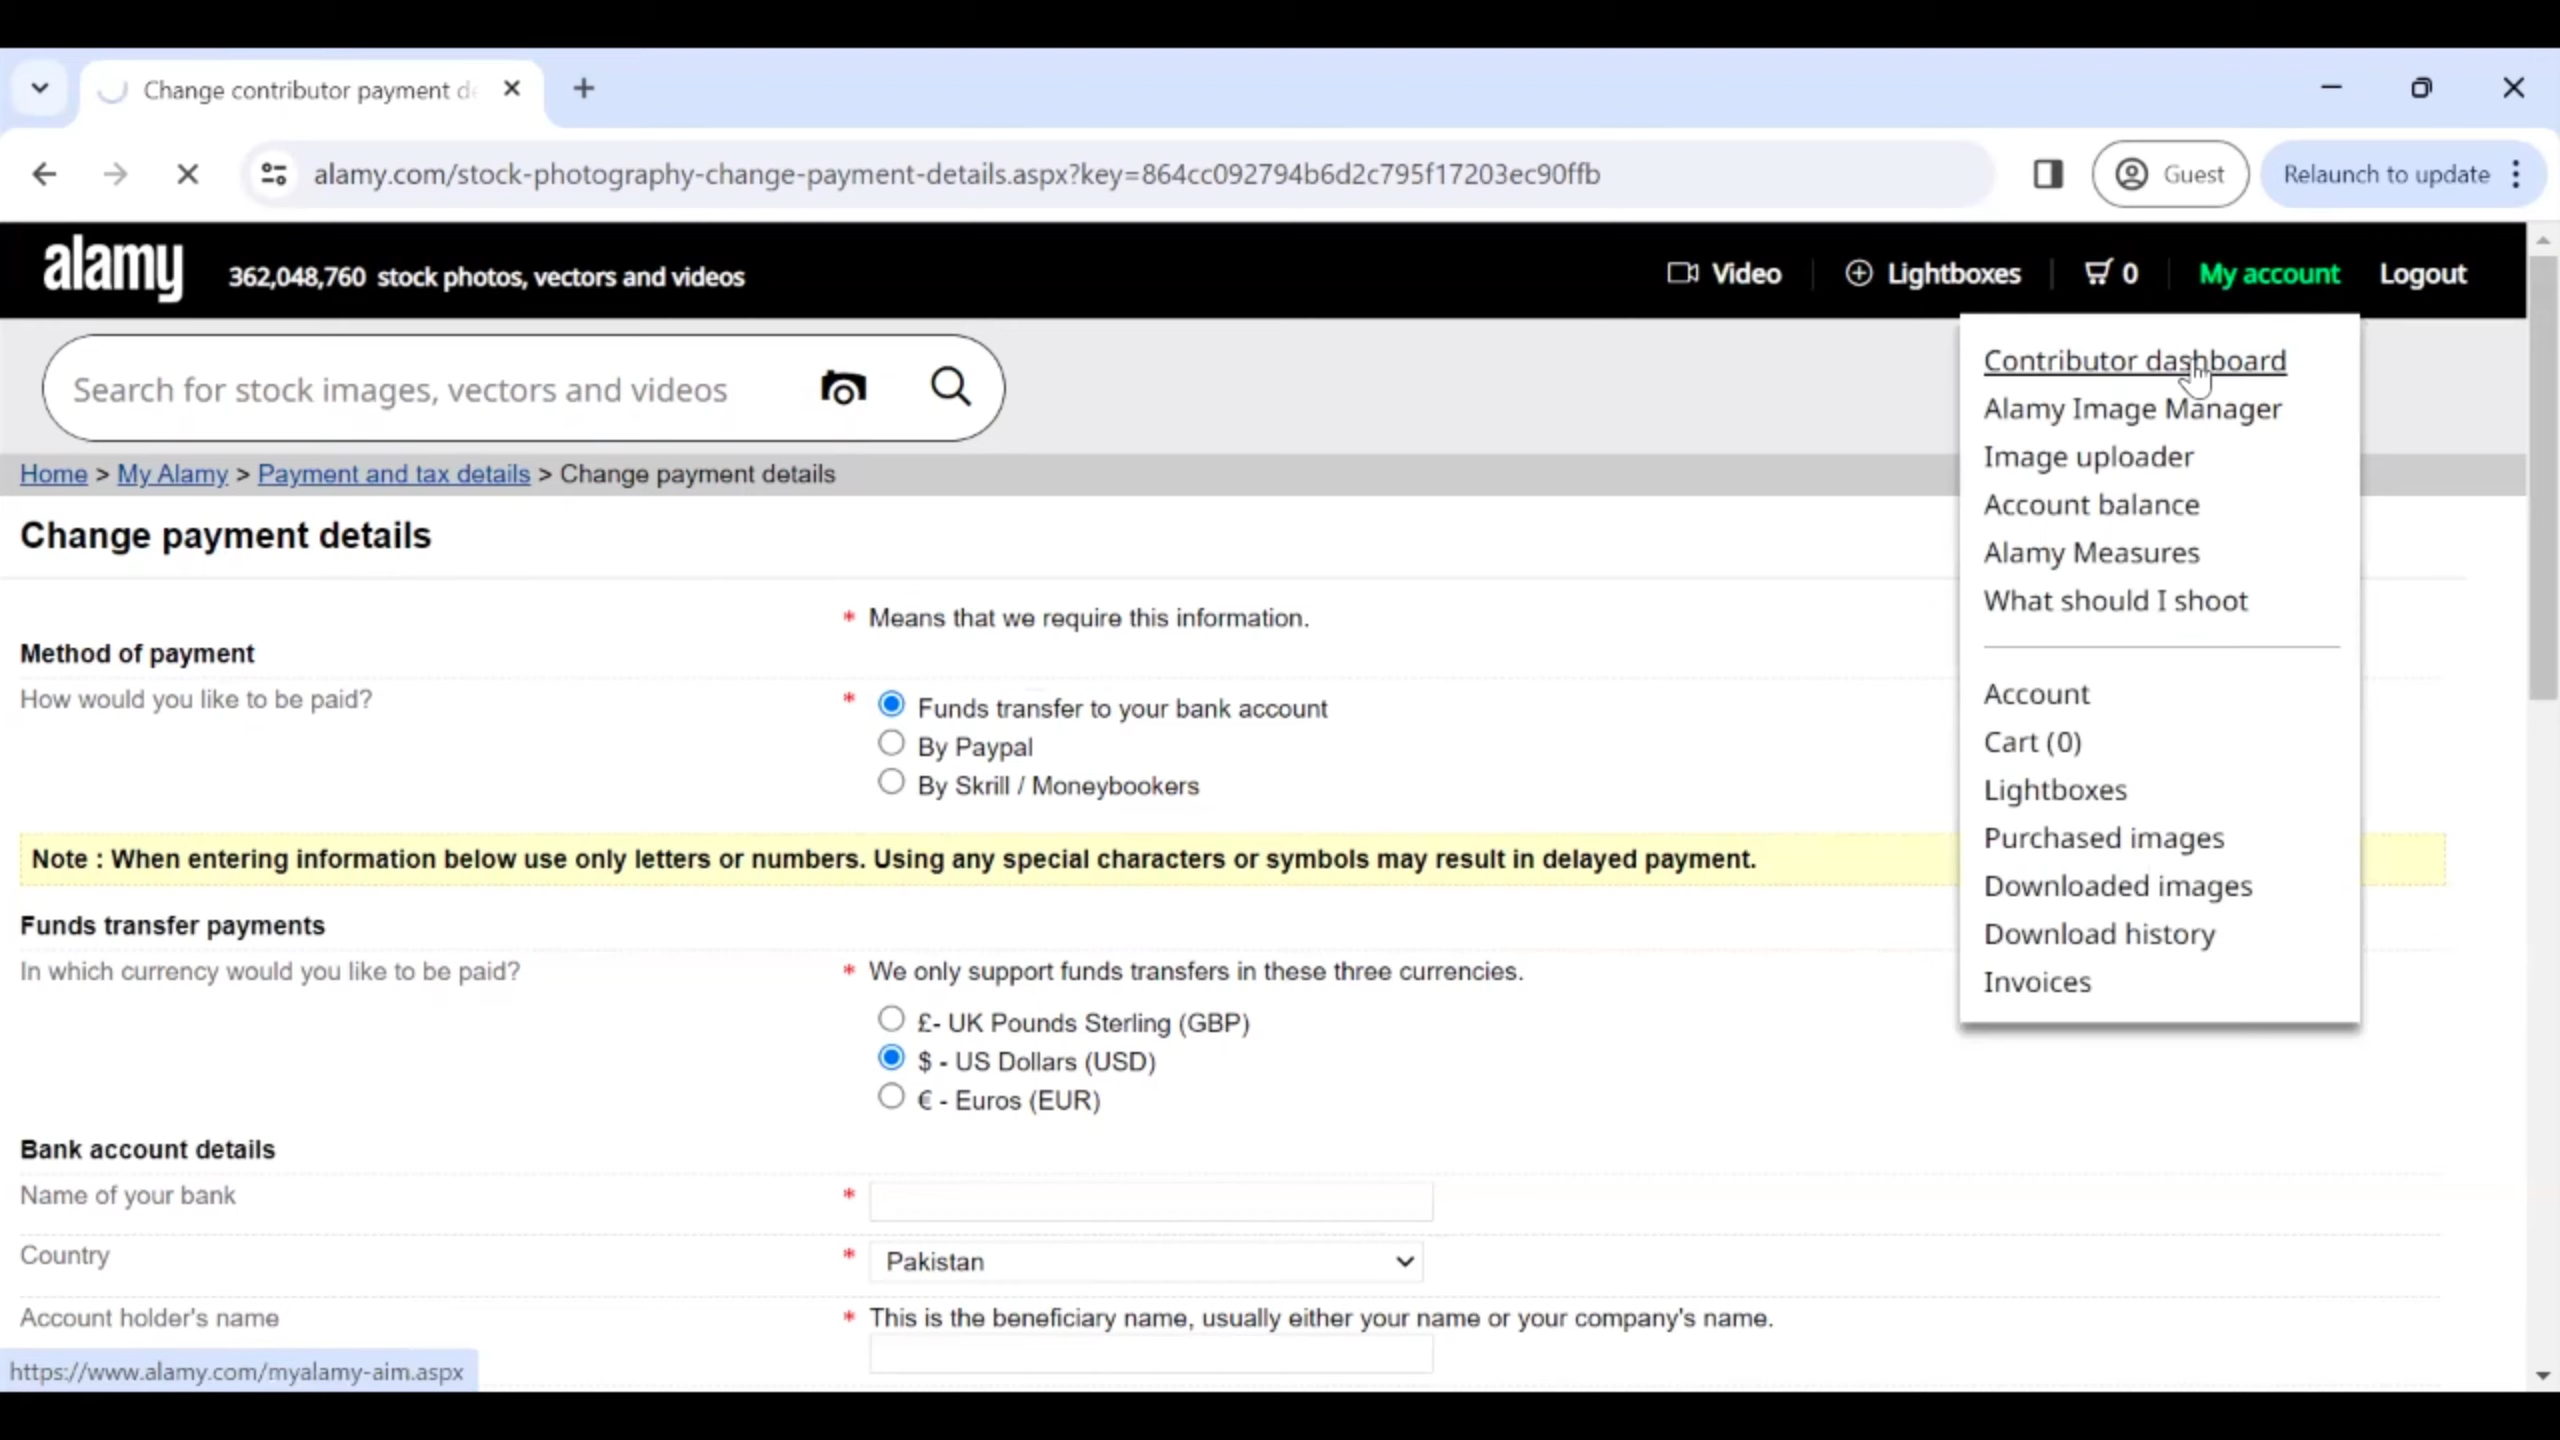 Change contributor payment de
alamy.com/stock-photography-change-payment-details.aspx?key=864cc092794b6d2c795f17203ec90ffb
Guest
Relaunch to update
alamy
362,048,760 stock photos, vectors and videos
Video
Lightboxes
0
My account
Logout
Search for stock images, vectors and videos
Home > My Alamy > Payment and tax details > Change payment details
Change payment details
* Means that we require this information.
Method of payment
How would you like to be paid?
* Funds transfer to your bank account
By Paypal
By Skrill / Moneybookers
Note : When entering information below use only letters or numbers. Using any special characters or symbols may result in delayed payment.
Funds transfer payments
In which currency would you like to be paid?
* We only support funds transfers in these three currencies.
£- UK Pounds Sterling (GBP)
$ - US Dollars (USD)
€ - Euros (EUR)
Bank account details
Name of your bank *
Country * Pakistan
Account holder's name * This is the beneficiary name, usually either your name or your company's name.
https://www.alamy.com/myalamy-aim.aspx
Contributor dashboard
Alamy Image Manager
Image uploader
Account balance
Alamy Measures
What should I shoot
Account
Cart (0)
Lightboxes
Purchased images
Downloaded images
Download history
Invoices